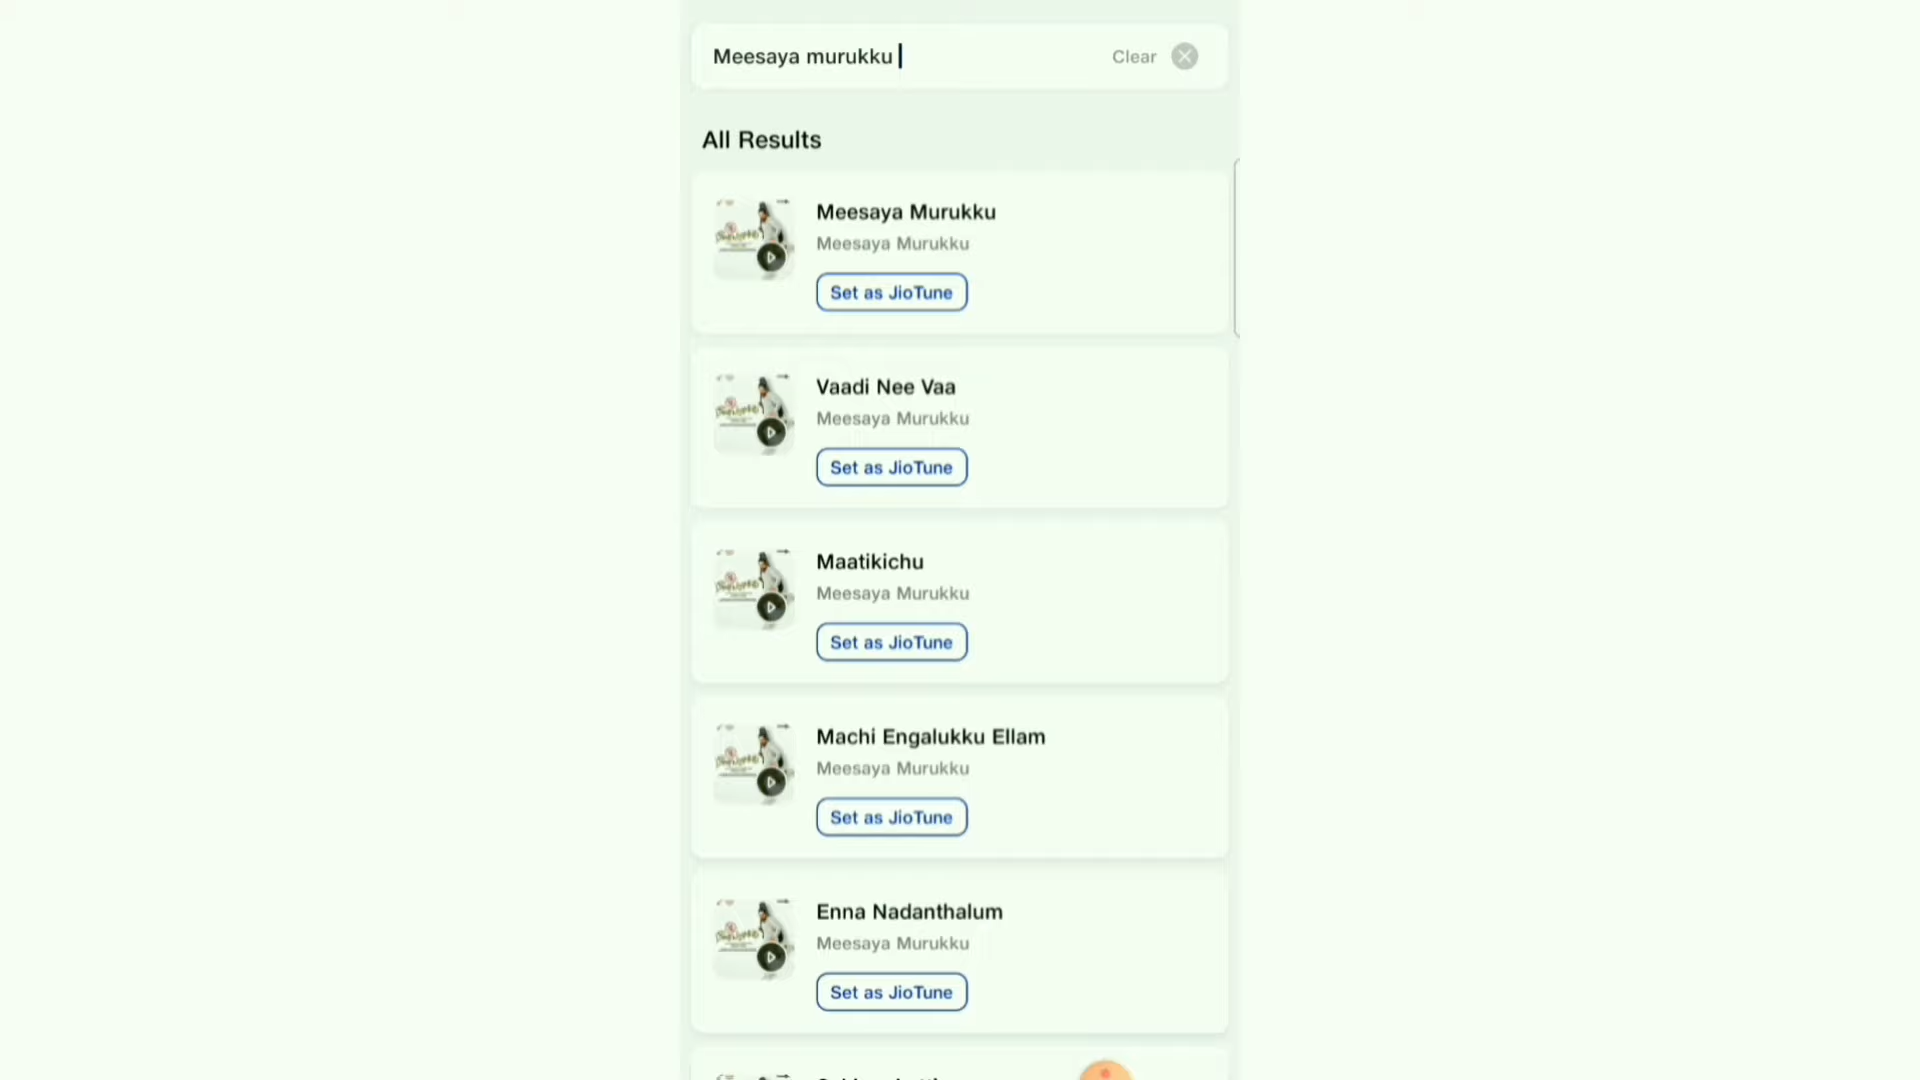 Meesaya murukku
Clear
All Results
Meesaya Murukku
Meesaya Murukku
Set as JioTune
Vaadi Nee Vaa
Meesaya Murukku
Set as JioTune
Maatikichu
Meesaya Murukku
Set as JioTune
Machi Engalukku Ellam
Meesaya Murukku
Set as JioTune
Enna Nadanthalum
Meesaya Murukku
Set as JioTune